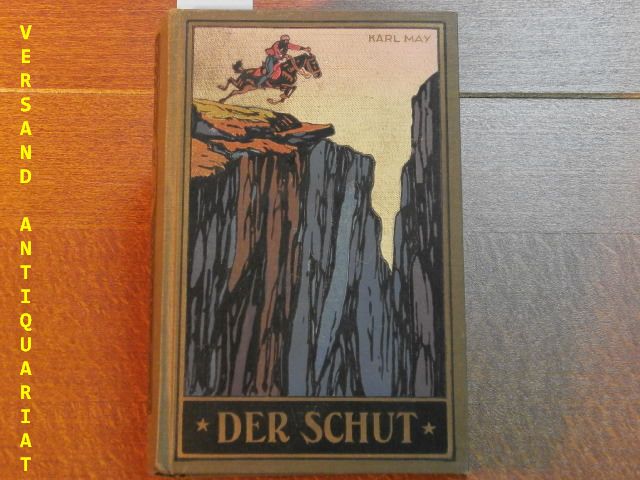 VERSAND ANTIQUARIAT
KARL MAY
★ DER SCHUT ★